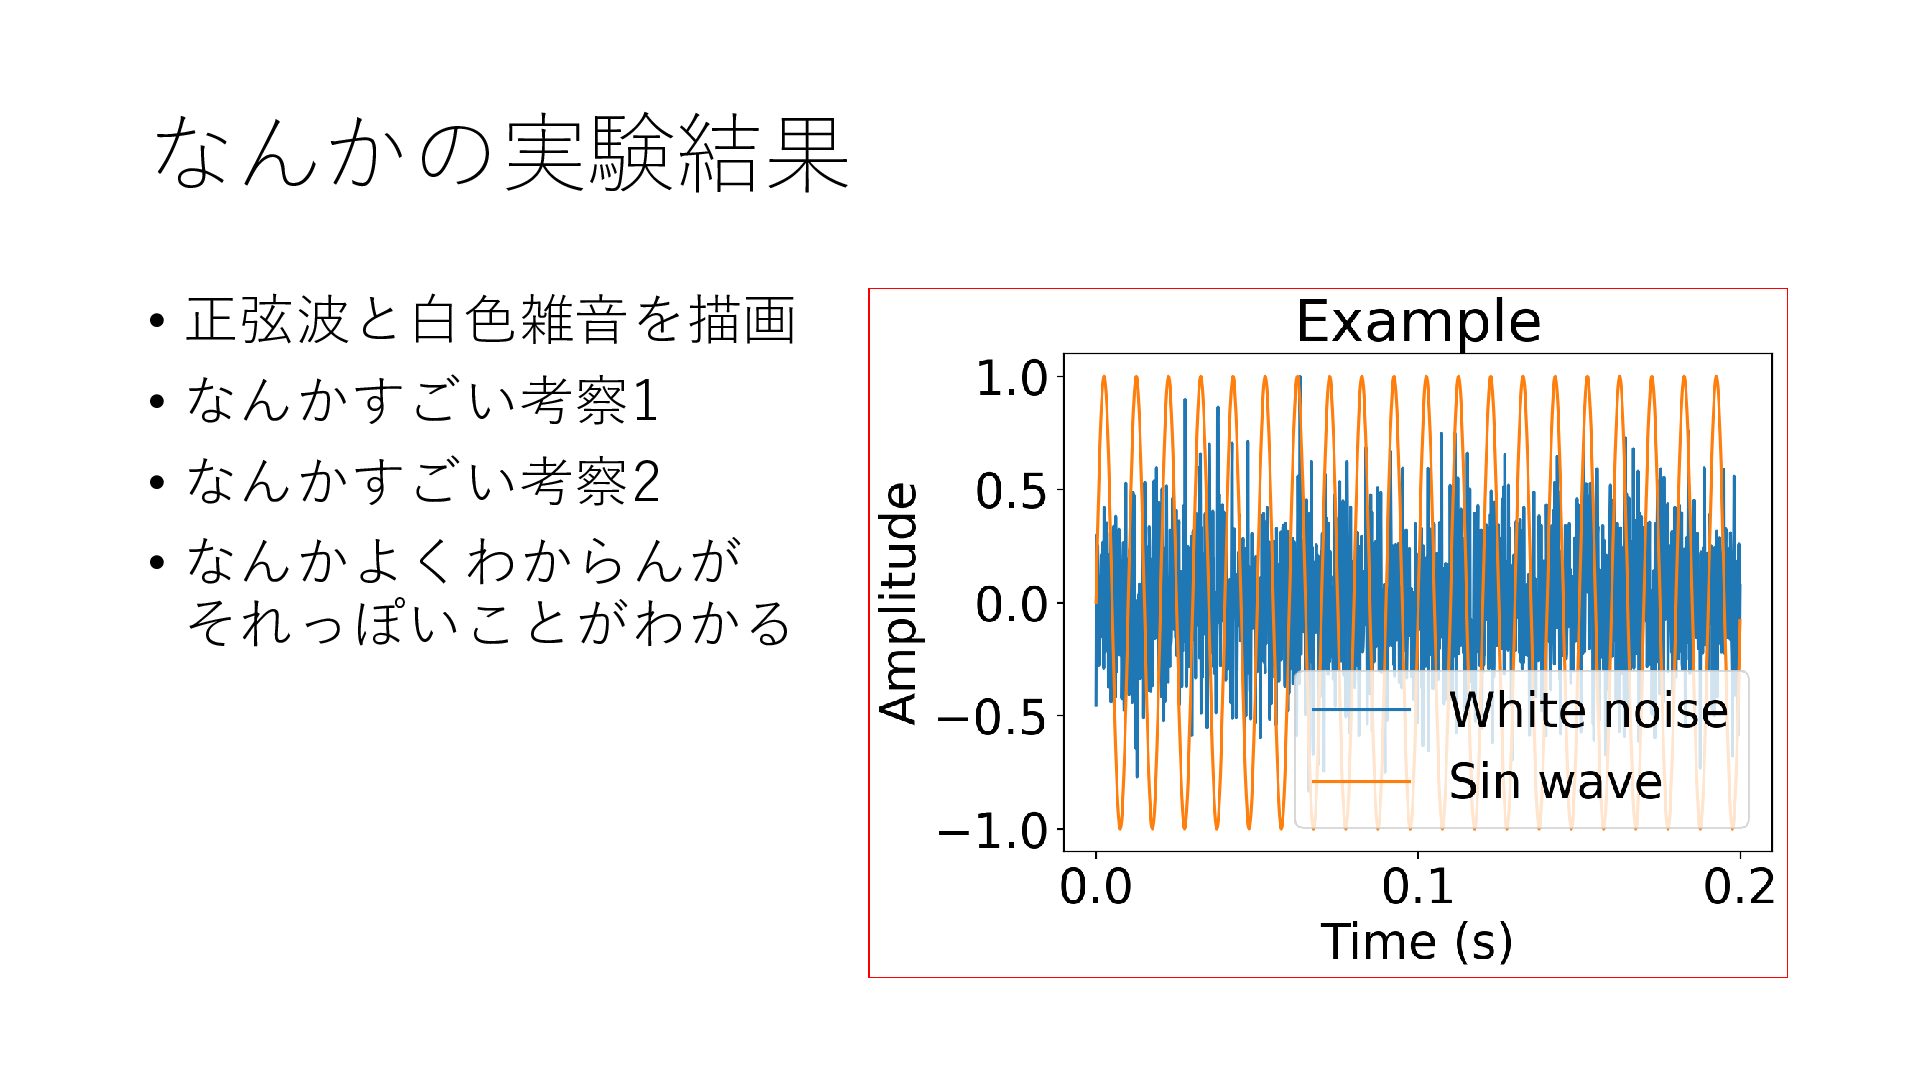 なんかの実験結果
• 正弦波と白色雑音を描画
• なんかすごい考察1
• なんかすごい考察2
• なんかよくわからんが
それっぽいことがわかる
Example
1.0
0.5
0.0
−0.5
−1.0
Amplitude
White noise
Sin wave
0.0 0.1 0.2
Time (s)